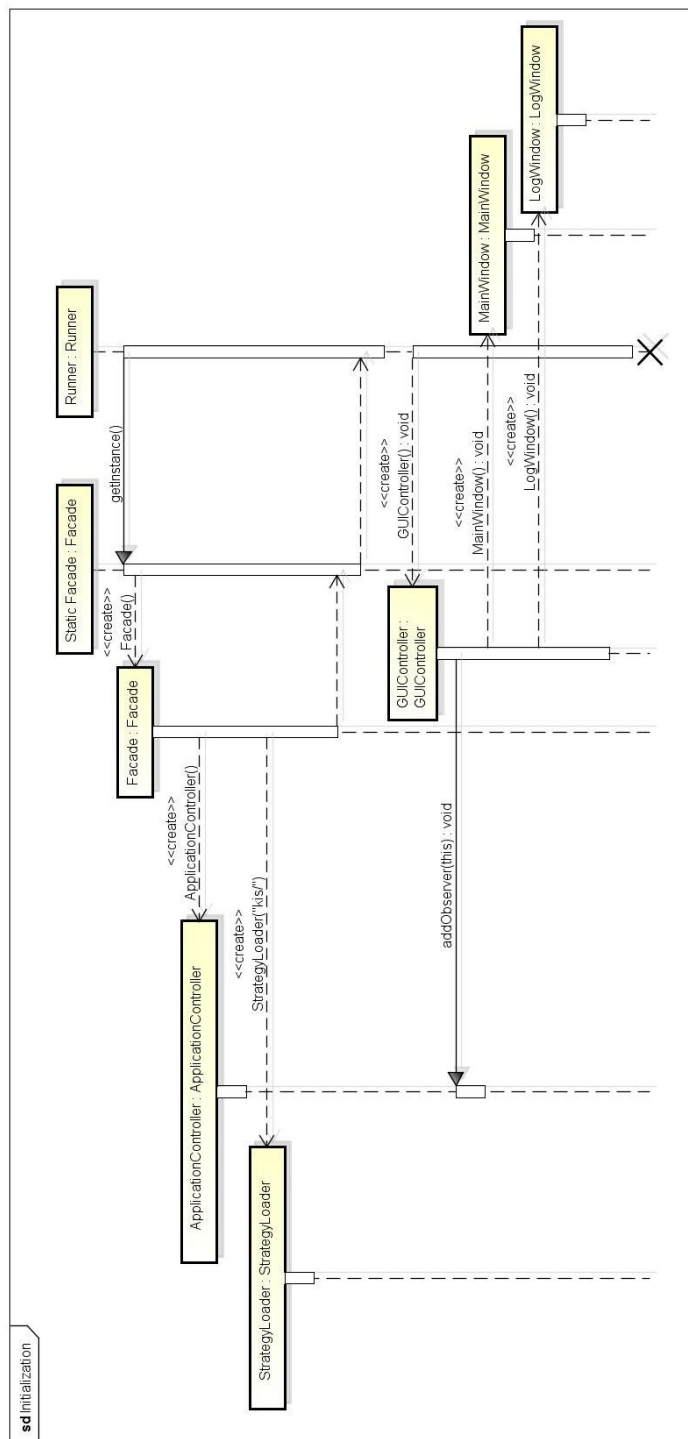 sd Initialization
Runner : Runner
Static Facade : Facade
getInstance()
<<create>>
Facade()
Facade : Facade
<<create>>
ApplicationController()
ApplicationController : ApplicationController
<<create>>
StrategyLoader("kis/")
StrategyLoader : StrategyLoader
<<create>>
GUIController() : void
GUIController :
GUIController
addObserver(this) : void
<<create>>
MainWindow() : void
MainWindow : MainWindow
<<create>>
LogWindow() : void
LogWindow : LogWindow